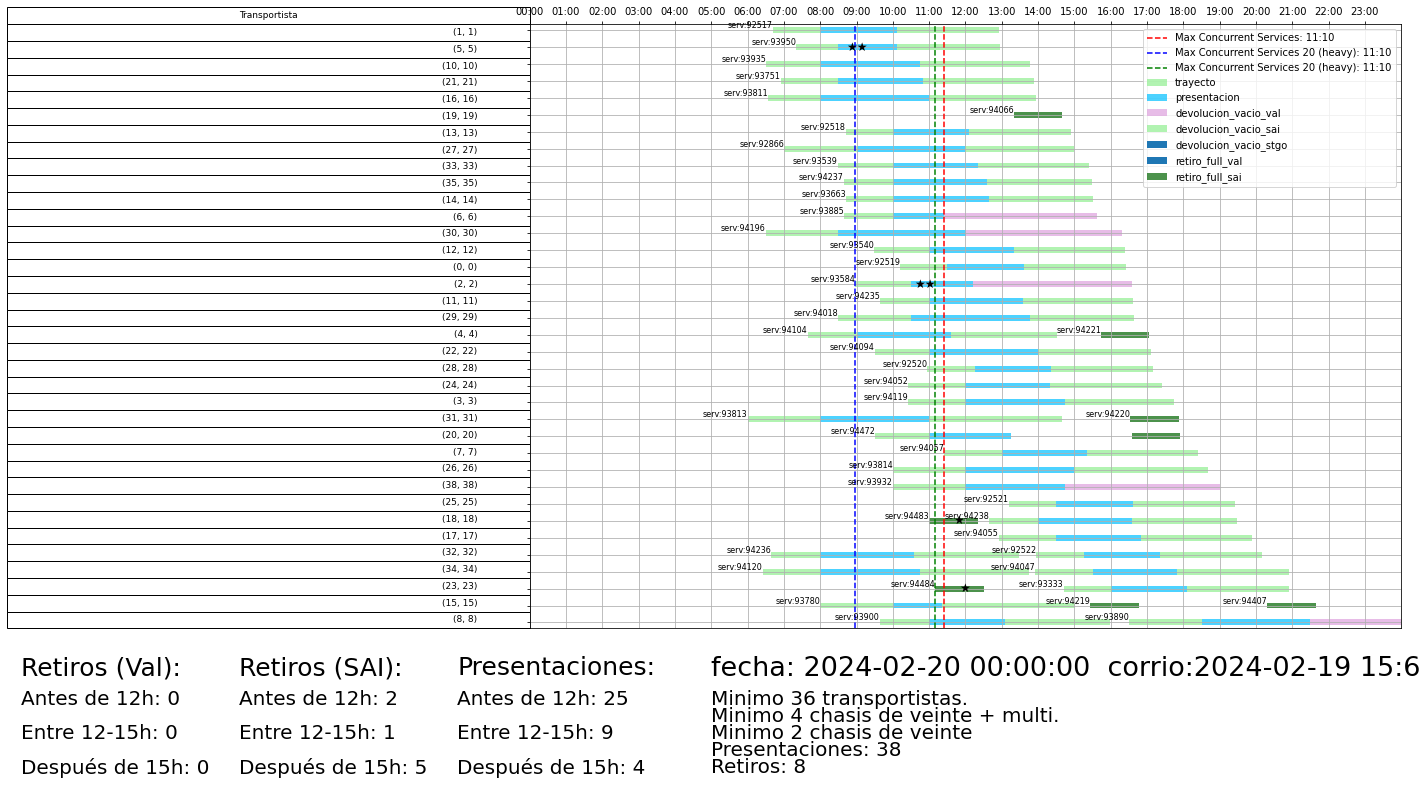 Transportista
00:00 01:00 02:00 03:00 04:00 05:00 06:00 07:00 08:00 09:00 10:00 11:00 12:00 13:00 14:00 15:00 16:00 17:00 18:00 19:00 20:00 21:00 22:00 23:00
Max Concurrent Services: 11:10
Max Concurrent Services 20 (heavy): 11:10
Max Concurrent Services 20 (heavy): 11:10
trayecto
presentacion
devolucion_vacio_val
devolucion_vacio_sai
devolucion_vacio_stgo
retiro_full_val
retiro_full_sai
(1, 1) serv:92517
(5, 5) serv:93950
(10, 10) serv:93935
(21, 21) serv:93751
(16, 16) serv:93811
(19, 19) serv:94066
(13, 13) serv:92518
(27, 27) serv:92866
(33, 33) serv:93539
(35, 35) serv:94237
(14, 14) serv:93663
(6, 6) serv:93885
(30, 30) serv:94196
(12, 12) serv:93540
(0, 0) serv:92519
(2, 2) serv:93584
(11, 11) serv:94235
(29, 29) serv:94018
(4, 4) serv:94104 serv:94221
(22, 22) serv:94094
(28, 28) serv:92520
(24, 24) serv:94052
(3, 3) serv:94119
(31, 31) serv:93813 serv:94220
(20, 20) serv:94472
(7, 7) serv:94057
(26, 26) serv:93814
(38, 38) serv:93932
(25, 25) serv:92521
(18, 18) serv:94483 serv:94238
(17, 17) serv:94055
(32, 32) serv:94236 serv:92522
(34, 34) serv:94120 serv:94047
(23, 23) serv:94484 serv:93333
(15, 15) serv:93780 serv:94219 serv:94407
(8, 8) serv:93900 serv:93890
Retiros (Val):
Antes de 12h: 0
Entre 12-15h: 0
Después de 15h: 0
Retiros (SAI):
Antes de 12h: 2
Entre 12-15h: 1
Después de 15h: 5
Presentaciones:
Antes de 12h: 25
Entre 12-15h: 9
Después de 15h: 4
fecha: 2024-02-20 00:00:00 corrio:2024-02-19 15:6
Minimo 36 transportistas.
Minimo 4 chasis de veinte + multi.
Minimo 2 chasis de veinte
Presentaciones: 38
Retiros: 8